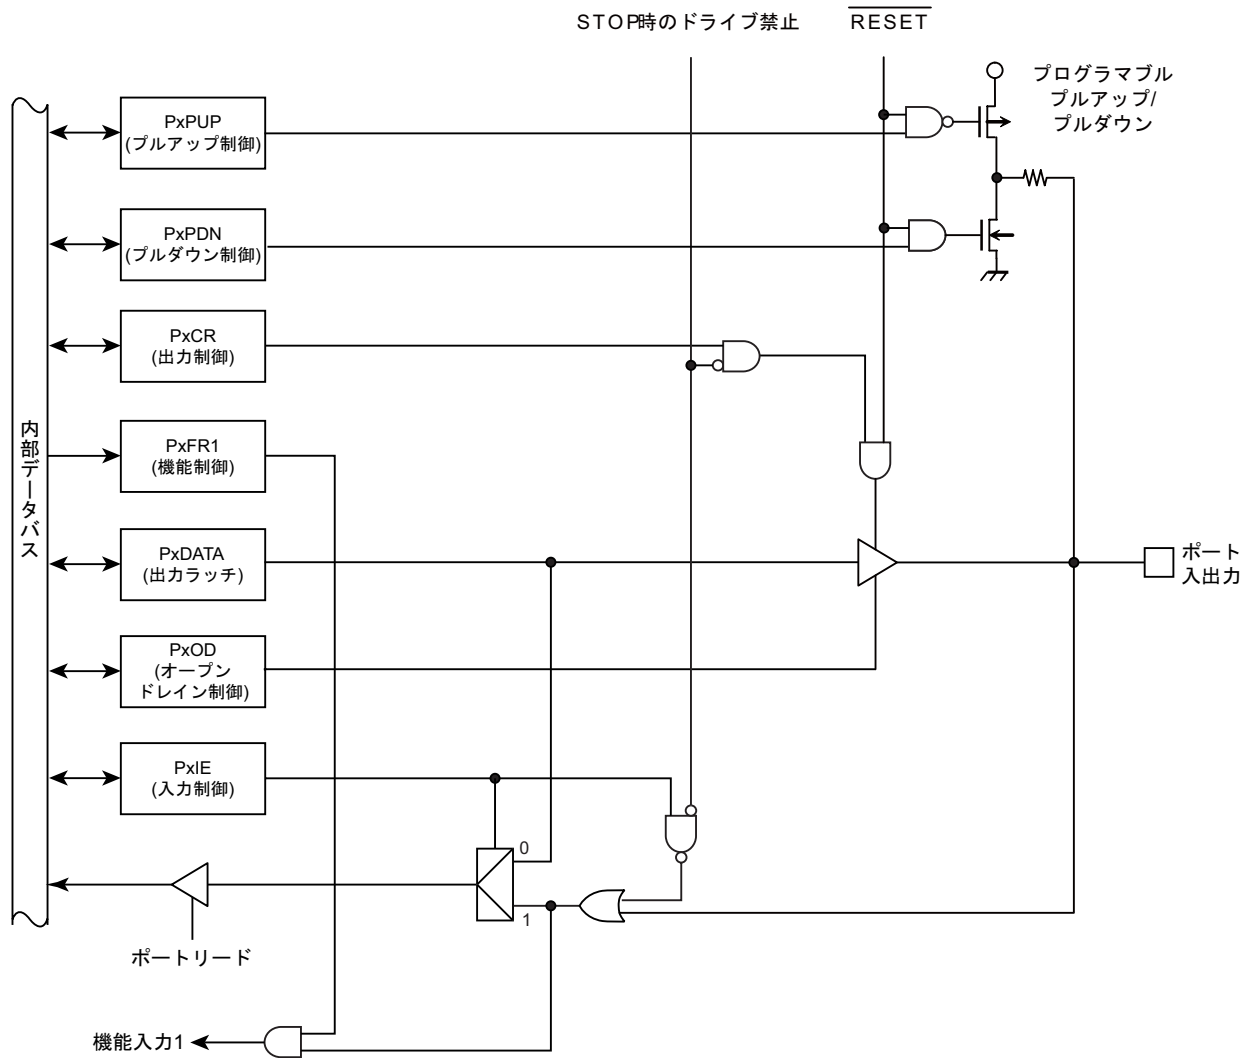 STOP時のドライブ禁止
RESET
プログラマブル
プルアップ/
プルダウン
PxPUP
(プルアップ制御)
PxPDN
(プルダウン制御)
PxCR
(出力制御)
内部データバス
PxFR1
(機能制御)
PxDATA
(出力ラッチ)
ポート
入出力
PxOD
(オープン
ドレイン制御)
PxIE
(入力制御)
0
1
ポートリード
機能入力1